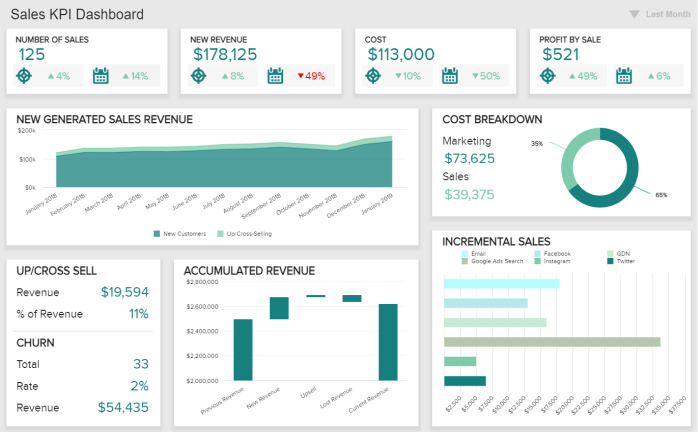 Sales KPI Dashboard
Last Month
NUMBER OF SALES
125
4%
14%
NEW REVENUE
$178,125
8%
49%
COST
$113,000
10%
50%
PROFIT BY SALE
$521
49%
6%
NEW GENERATED SALES REVENUE
$200k
$100k
$0k
January 2018
February 2018
March 2018
April 2018
May 2018
June 2018
July 2018
August 2018
September 2018
October 2018
November 2018
December 2018
January 2019
New Customers
Up/Cross-Selling
COST BREAKDOWN
Marketing
$73,625
Sales
$39,375
35%
65%
UP/CROSS SELL
Revenue $19,594
% of Revenue 11%
CHURN
Total 33
Rate 2%
Revenue $54,435
ACCUMULATED REVENUE
$2,800,000
$2,600,000
$2,400,000
$2,200,000
$2,000,000
Previous Revenue
New Revenue
Upsell
Lost Revenue
Current Revenue
INCREMENTAL SALES
Email
Facebook
GDN
Google Ads Search
Instagram
Twitter
$2,500
$5,000
$7,500
$10,000
$12,500
$15,000
$17,500
$20,000
$22,500
$25,000
$27,500
$30,000
$32,500
$35,000
$37,500